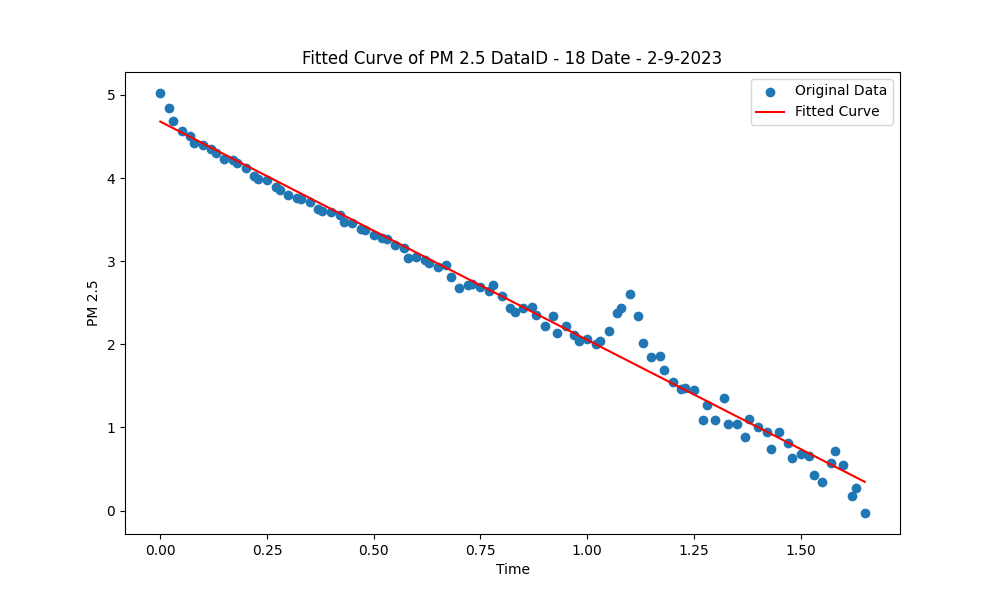 Fitted Curve of PM 2.5 DataID - 18 Date - 2-9-2023
Original Data
Fitted Curve
PM 2.5
5
4
3
2
1
0
0.00 0.25 0.50 0.75 1.00 1.25 1.50
Time